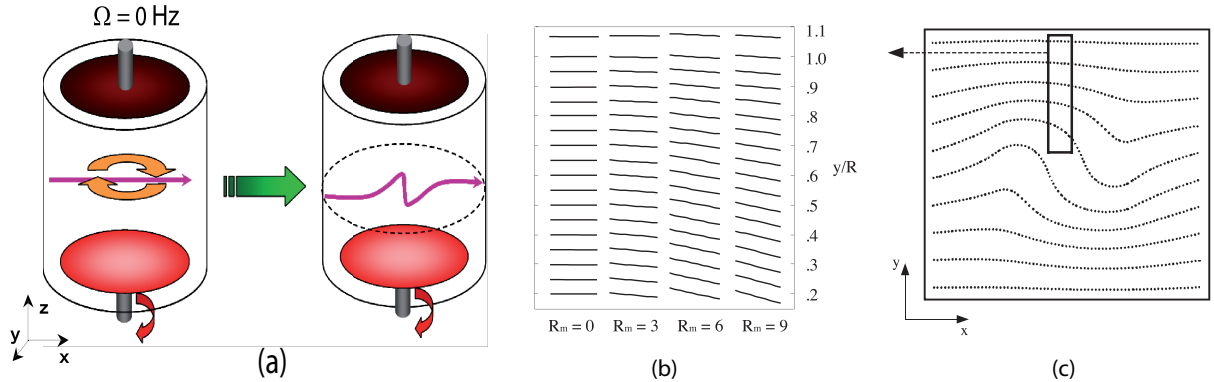 Ω = 0 Hz
z
y
x
(a)
1.1
1.0
.9
.8
.7
y/R
.6
.5
.4
.3
.2
Rm = 0 Rm = 3 Rm = 6 Rm = 9
(b)
y
x
(c)